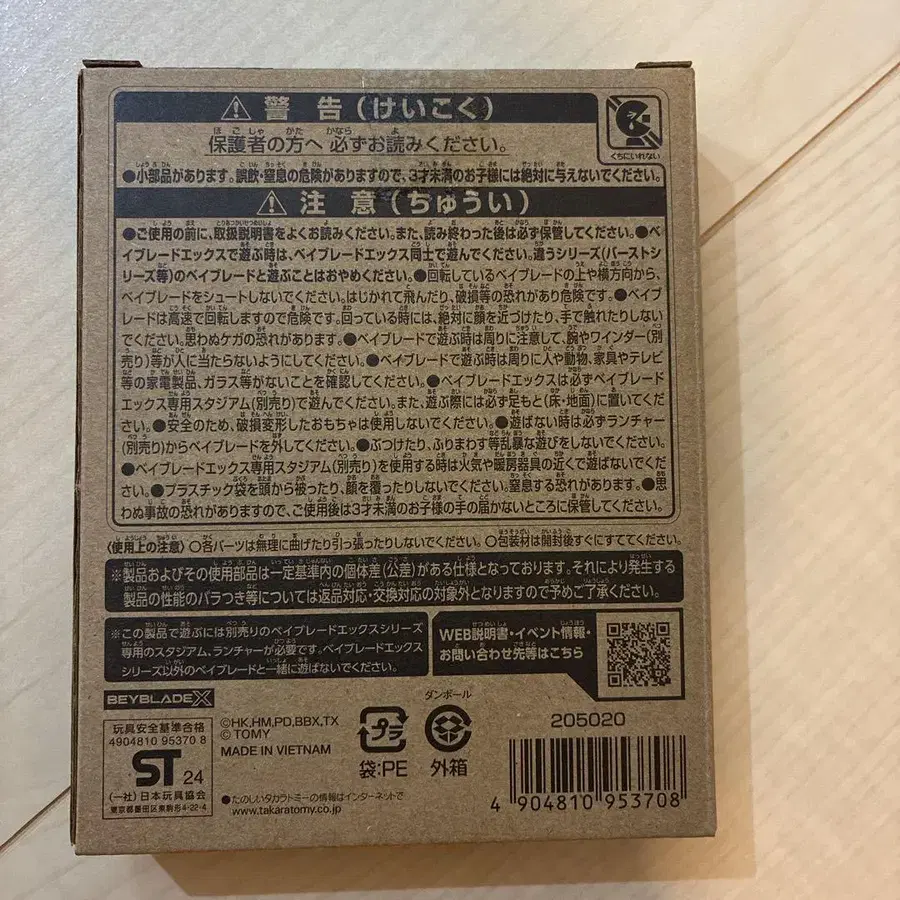 ⚠ 警告(けいこく)
保護者の方へ 必ずお読みください。
くちにいれない
●小部品があります。誤飲・窒息の危険がありますので、3才未満のお子様には絶対に与えないでください。
⚠ 注意(ちゅうい)
●ご使用の前に、取扱説明書をよくお読みください。また、読み終わった後は必ず保管してください。●ベ
イブレードエックスで遊ぶ時は、ベイブレードエックス同士で遊んでください。違うシリーズ(バーストシ
リーズ等)のベイブレードと遊ぶことはおやめください。●回転しているベイブレードの上や横方向から、
ベイブレードをシュートしないでください。はじかれて飛んだり、破損等の恐れがあり危険です。●ベイブ
レードは高速で回転しますので危険です。回っている時には、絶対に顔を近づけたり、手で触れたりしない
でください。思わぬケガの恐れがあります。●ベイブレードで遊ぶ時は周りに注意して、腕やワインダー(別
売り)等が人に当たらないようにしてください。●ベイブレードで遊ぶ時は周りに人や動物、家具やテレビ
等の家電製品、ガラス等がないことを確認してください。●ベイブレードエックスは必ずベイブレード
エックス専用スタジアム(別売り)で遊んでください。また、遊ぶ際には必ず足もと(床・地面)に置いてくだ
さい。●安全のため、破損変形したおもちゃは使用しないでください。●遊ばない時は必ずランチャー
(別売り)からベイブレードを外してください。●ぶつけたり、ふりまわす等乱暴な遊びをしないでください。
●ベイブレードエックス専用スタジアム(別売り)を使用する時は火気や暖房器具の近くで遊ばないでくだ
さい。●プラスチック袋を頭から被ったり、顔を覆ったりしないでください。窒息する恐れがあります。●思
わぬ事故の恐れがありますので、ご使用後は3才未満のお子様の手の届かないところに保管してください。
〈使用上の注意〉○各パーツは無理に曲げたり引っ張ったりしないでください。○包装材は開封後すぐにすててください。
※製品およびその使用部品は一定基準内の個体差(公差)がある仕様となっております。それにより発生する
製品の性能のバラつき等については返品対応・交換対応の対象外となりますので予めご了承ください。
※この製品で遊ぶには別売りのベイブレードエックスシリーズ
専用のスタジアム、ランチャーが必要です。ベイブレードエックス
シリーズ以外のベイブレードと一緒に遊ばないでください。
WEB説明書・イベント情報・
お問い合わせ先等はこちら
BEYBLADE X
玩具安全基準合格
4904810 95370 8
ST 24
(一社)日本玩具協会
東京都墨田区東駒形4-22-4
©HK,HM,PD,BBX,TX
© TOMY
MADE IN VIETNAM
プラ
袋:PE
ダンボール
外箱
●たのしいタカラトミーの情報はインターネットで
www.takaratomy.co.jp
205020
4 904810 953708